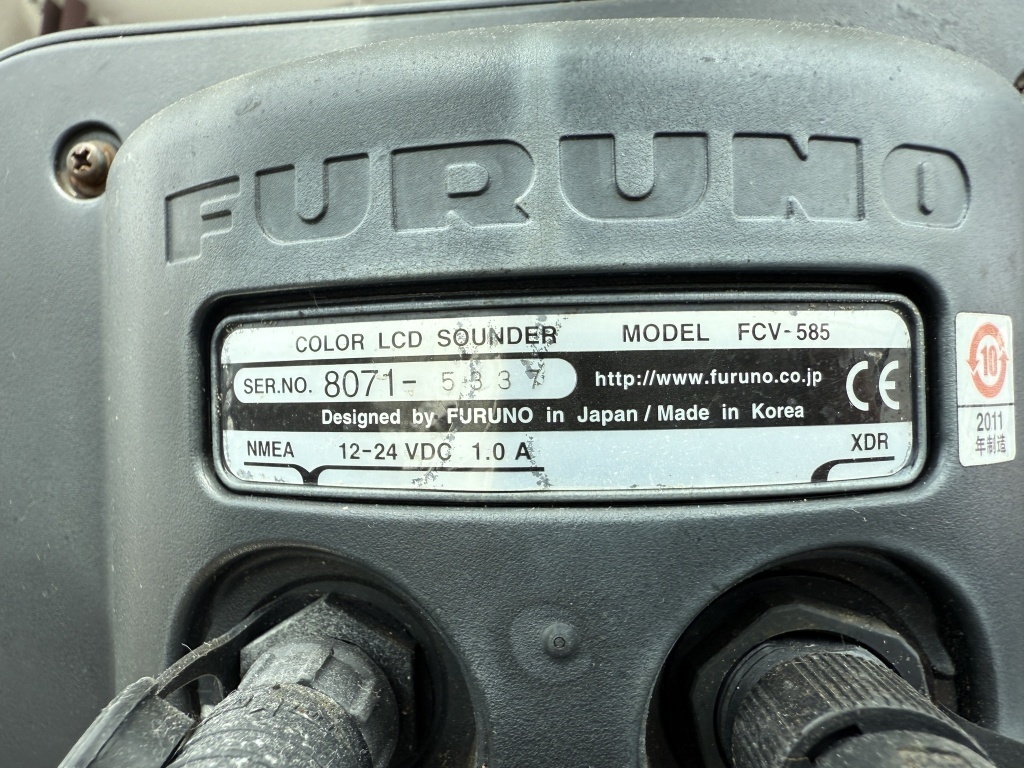 FURUNO
COLOR LCD SOUNDER MODEL FCV-585
SER.NO. 8071- 5337
http://www.furuno.co.jp
CE
Designed by FURUNO in Japan / Made in Korea
NMEA 12-24 VDC 1.0 A XDR
10
2011
年制造